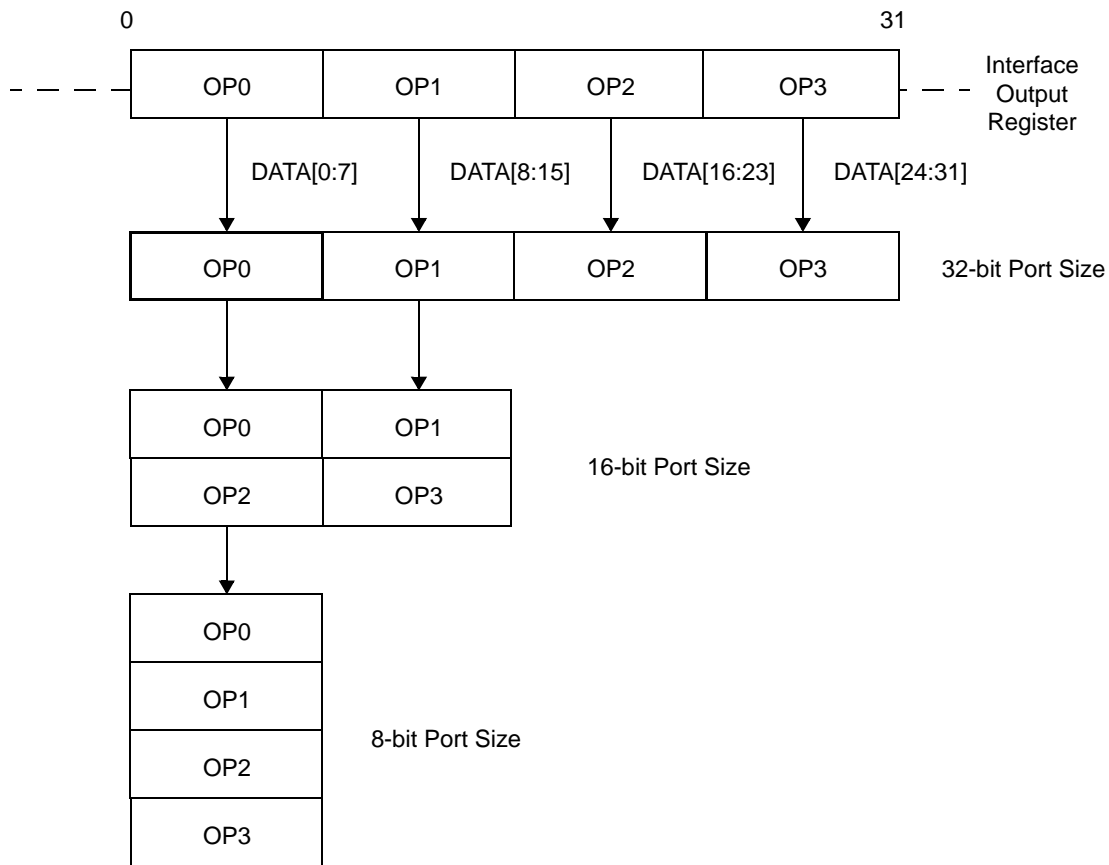 0 31
OP0 OP1 OP2 OP3
Interface
Output
Register
DATA[0:7] DATA[8:15] DATA[16:23] DATA[24:31]
OP0 OP1 OP2 OP3 32-bit Port Size
OP0 OP1
16-bit Port Size
OP2 OP3
OP0
OP1
8-bit Port Size
OP2
OP3